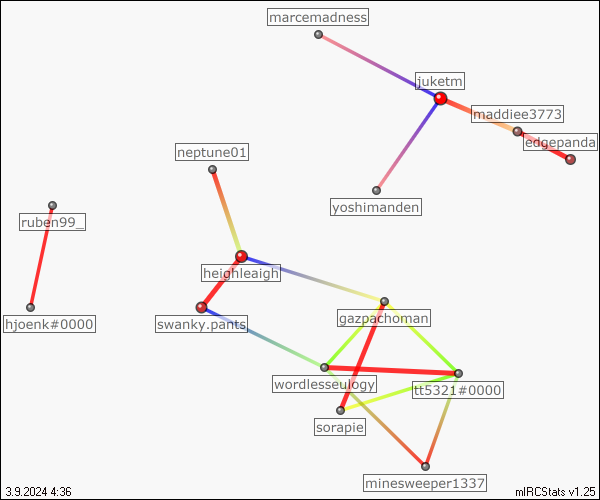 marcemadness
juketm
maddiee3773
edgepanda
neptune01
yoshimanden
ruben99_
heighleaigh
hjoenk#0000
swanky.pants
gazpachoman
wordlesseulogy
tt5321#0000
sorapie
minesweeper1337
3.9.2024 4:36
mIRCStats v1.25